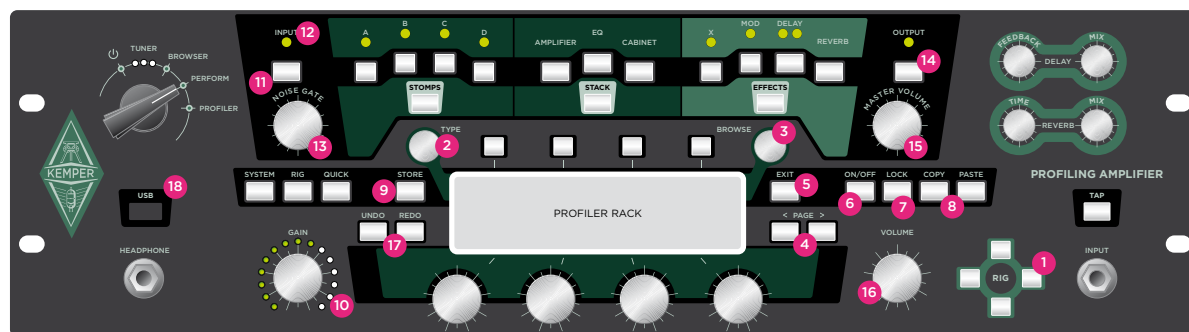 TUNER
BROWSER
PERFORM
PROFILER
KEMPER
USB
18
HEADPHONE
INPUT
12
11
NOISE GATE
13
A
B
C
D
STOMPS
AMPLIFIER
EQ
CABINET
STACK
X
MOD
DELAY
REVERB
EFFECTS
OUTPUT
14
MASTER VOLUME
15
FEEDBACK
MIX
DELAY
TIME
MIX
REVERB
TYPE
2
BROWSE
3
SYSTEM
RIG
QUICK
9
STORE
EXIT
5
ON/OFF
LOCK
COPY
PASTE
6
7
8
PROFILING AMPLIFIER
TAP
PROFILER RACK
UNDO
REDO
17
< PAGE >
4
GAIN
10
VOLUME
16
RIG
1
INPUT